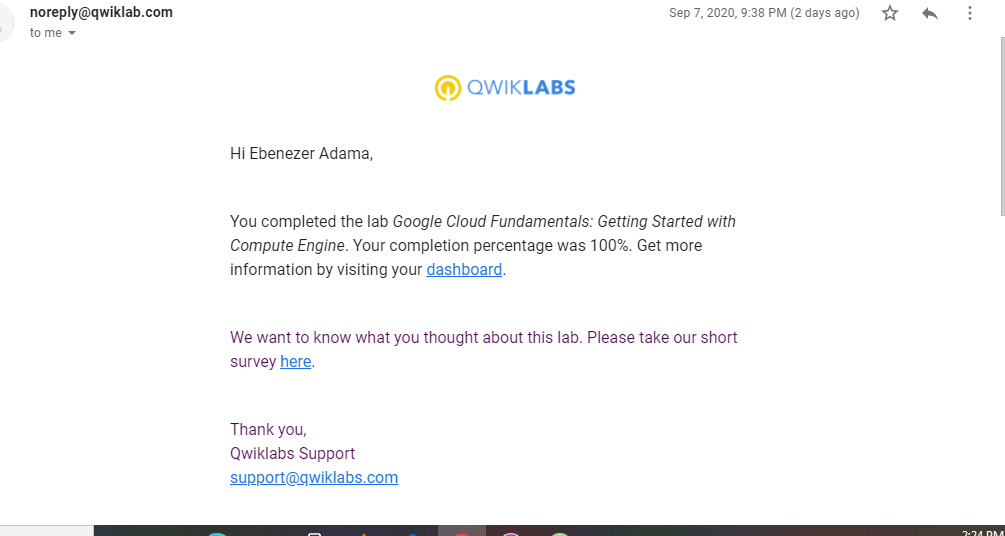 noreply@qwiklab.com
Sep 7, 2020, 9:38 PM (2 days ago)
to me
QWIKLABS
Hi Ebenezer Adama,
You completed the lab Google Cloud Fundamentals: Getting Started with
Compute Engine. Your completion percentage was 100%. Get more
information by visiting your dashboard.
We want to know what you thought about this lab. Please take our short
survey here.
Thank you,
Qwiklabs Support
support@qwiklabs.com
2:24 PM